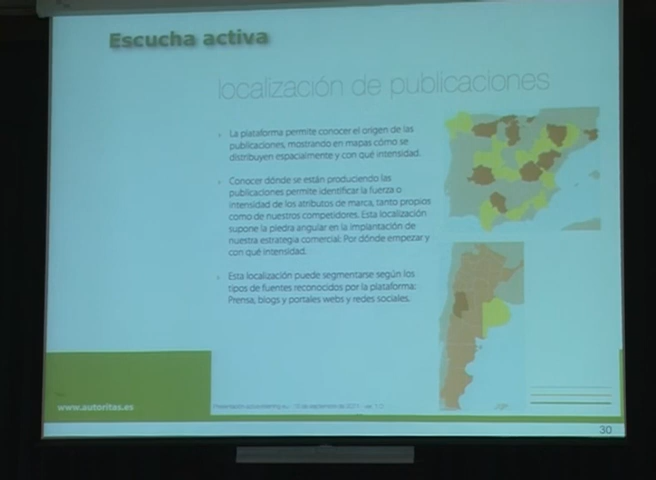 Escucha activa
localización de publicaciones
La plataforma permite conocer el origen de las
publicaciones, mostrando en mapas cómo se
distribuyen espacialmente y con qué intensidad.
Conocer dónde se están produciendo las
publicaciones permite identificar la fuerza o
intensidad de los atributos de marca, tanto propios
como de nuestros competidores. Esta localización
supone la piedra angular en la implantación de
nuestra estrategia comercial: Por dónde empezar y
con qué intensidad.
Esta localización puede segmentarse según los
tipos de fuentes reconocidos por la plataforma:
Prensa, blogs y portales webs y redes sociales.
www.autoritas.es
30